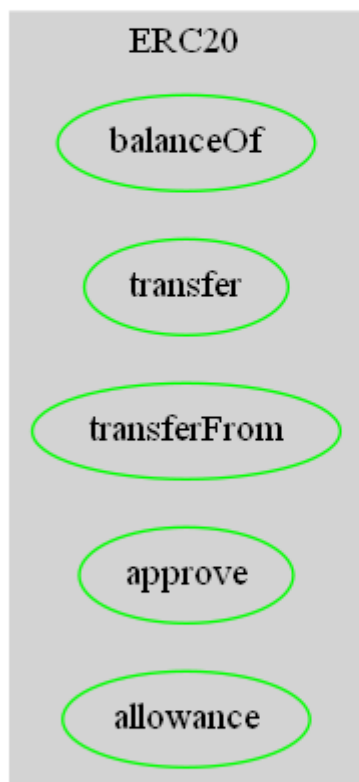 ERC20
balanceOf
transfer
transferFrom
approve
allowance